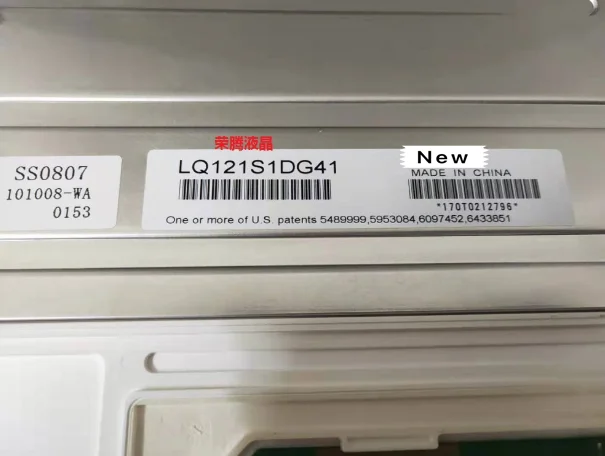 SS0807
101008-WA
0153
荣腾液晶
LQ121S1DG41
New
MADE IN CHINA
*170T0212796*
One or more of U.S. patents 5489999,5953084,6097452,6433851